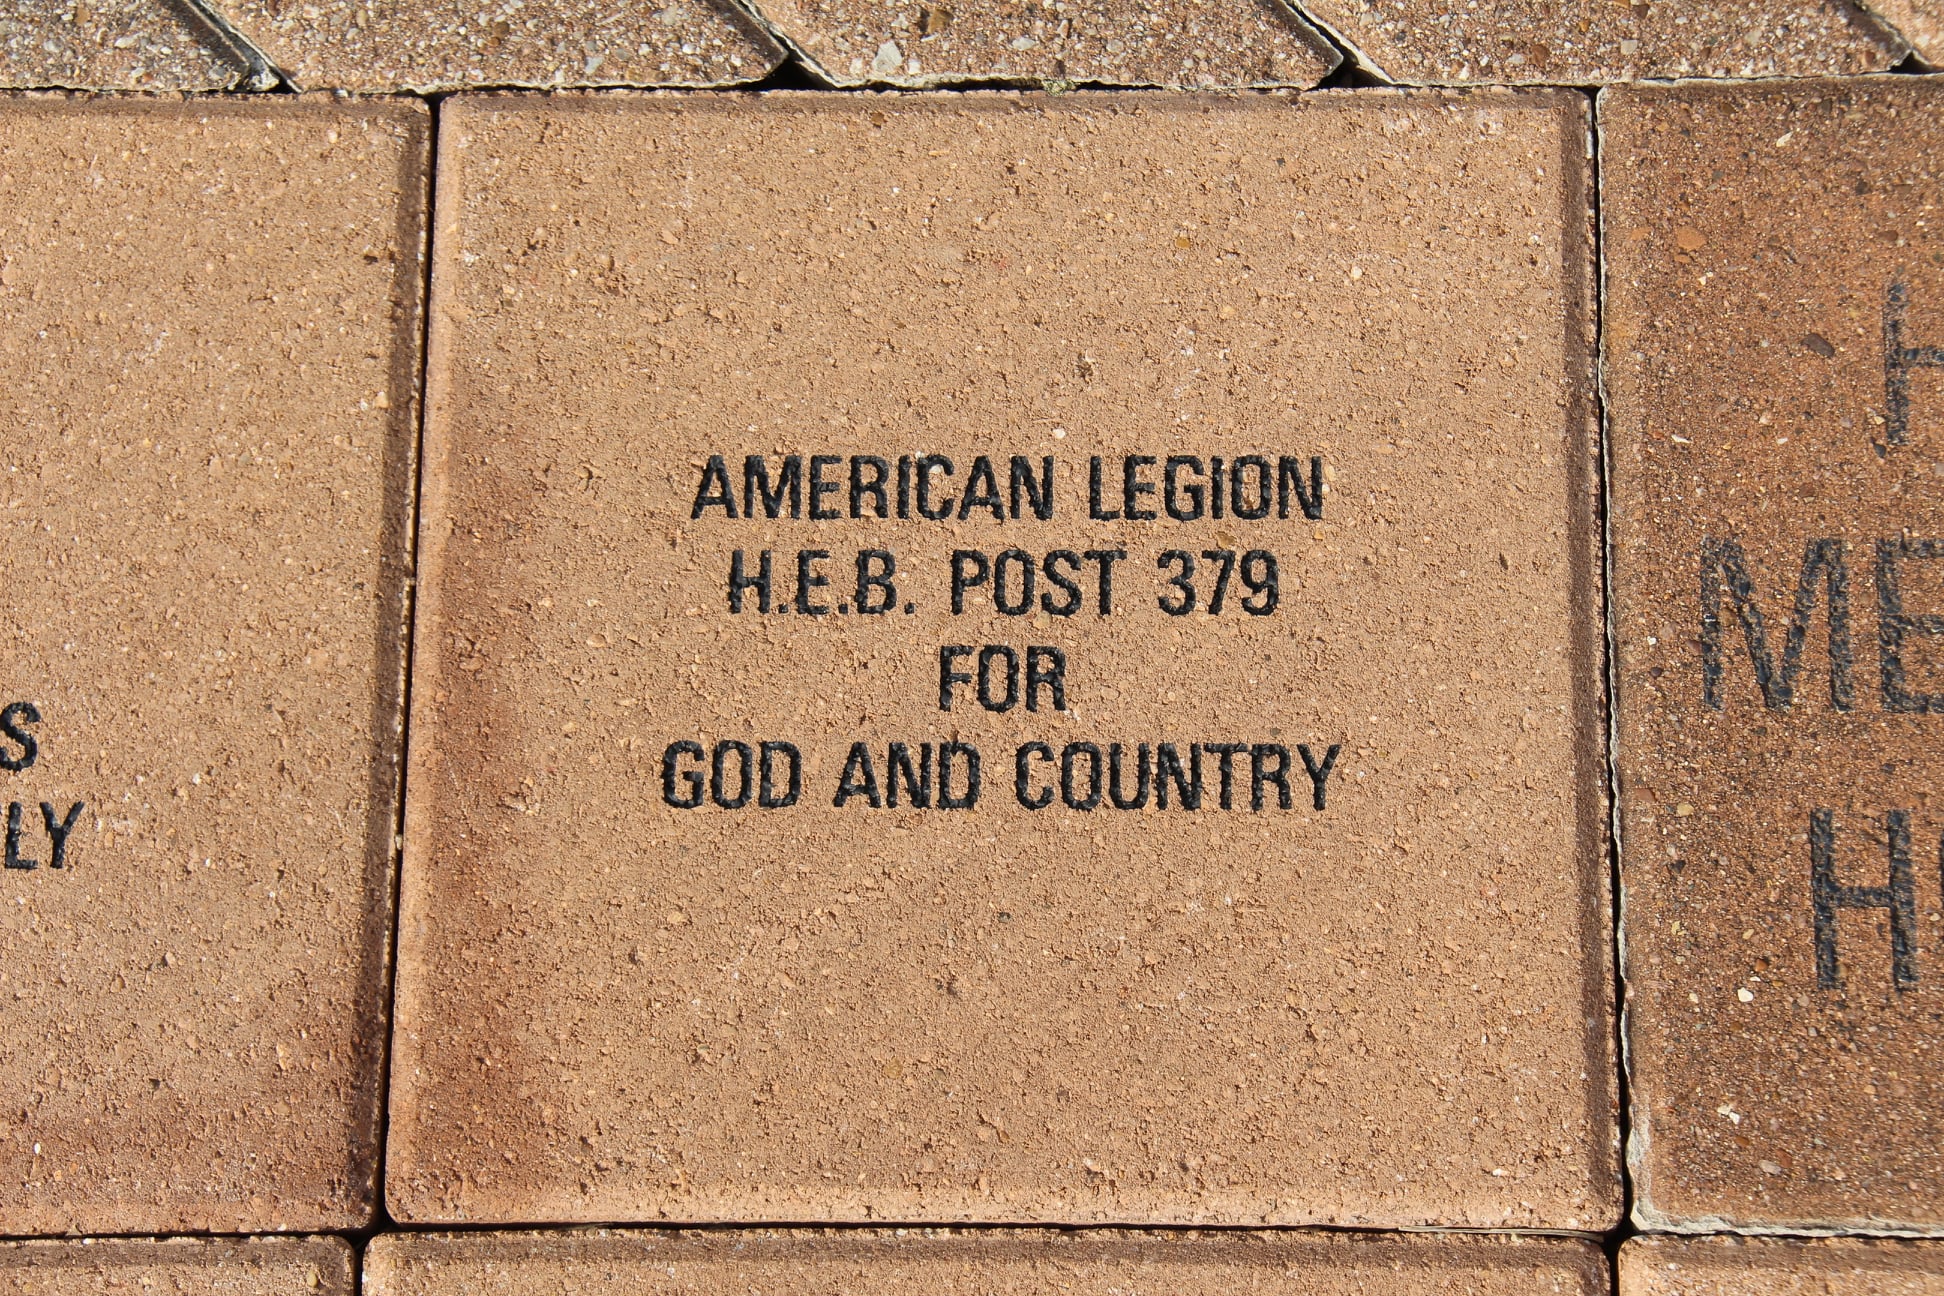 AMERICAN LEGION
H.E.B. POST 379
FOR
GOD AND COUNTRY